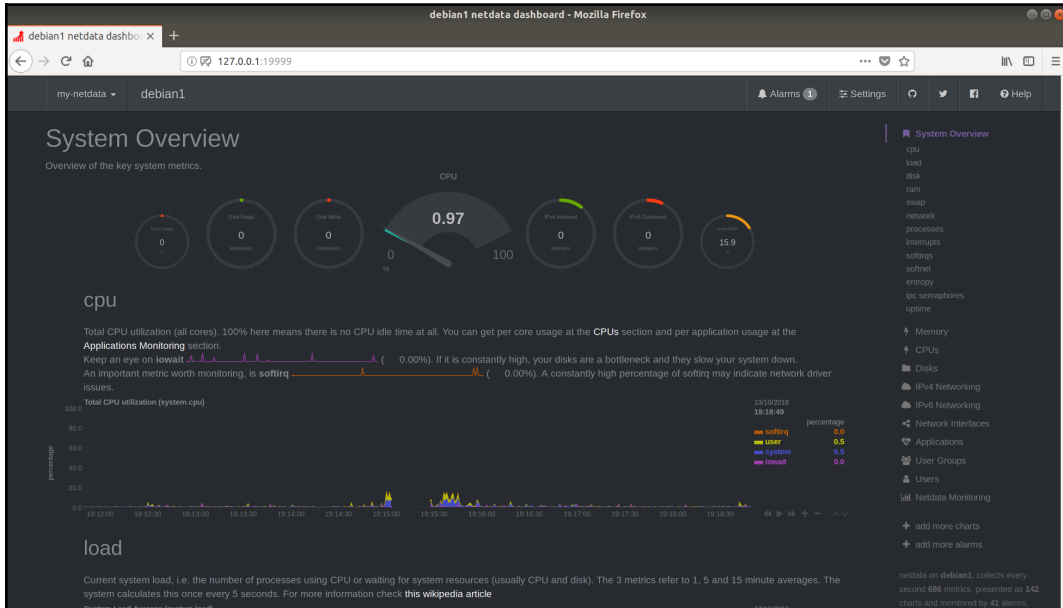 debian1 netdata dashboard - Mozilla Firefox
debian1 netdata dashbo
127.0.0.1:19999
my-netdata
debian1
Alarms 1
Settings
Help
System Overview
Overview of the key system metrics.
CPU
Disk Read
0
Disk Write
0
0.97
0
100
%
IPv4 Inbound
0
IPv4 Outbound
0
0
15.9
cpu
Total CPU utilization (all cores). 100% here means there is no CPU idle time at all. You can get per core usage at the CPUs section and per application usage at the
Applications Monitoring section.
Keep an eye on iowait ( 0.00%). If it is constantly high, your disks are a bottleneck and they slow your system down.
An important metric worth monitoring, is softirq ( 0.00%). A constantly high percentage of softirq may indicate network driver
issues.
Total CPU utilization (system.cpu)
13/10/2018
19:18:49
percentage
softirq 0.0
user 0.5
system 0.5
iowait 0.0
percentage
100.0
80.0
60.0
40.0
20.0
0.0
19:12:00 19:12:30 19:13:00 19:13:30 19:14:00 19:14:30 19:15:00 19:15:30 19:16:00 19:16:30 19:17:00 19:17:30 19:18:00 19:18:30
load
Current system load, i.e. the number of processes using CPU or waiting for system resources (usually CPU and disk). The 3 metrics refer to 1, 5 and 15 minute averages. The
system calculates this once every 5 seconds. For more information check this wikipedia article
System Load Average (system.load)
System Overview
cpu
load
disk
ram
swap
network
processes
interrupts
softirqs
softnet
entropy
ipc semaphores
uptime
Memory
CPUs
Disks
IPv4 Networking
IPv6 Networking
Network Interfaces
Applications
User Groups
Users
Netdata Monitoring
add more charts
add more alarms
netdata on debian1, collects every
second 686 metrics, presented as 142
charts and monitored by 41 alarms,